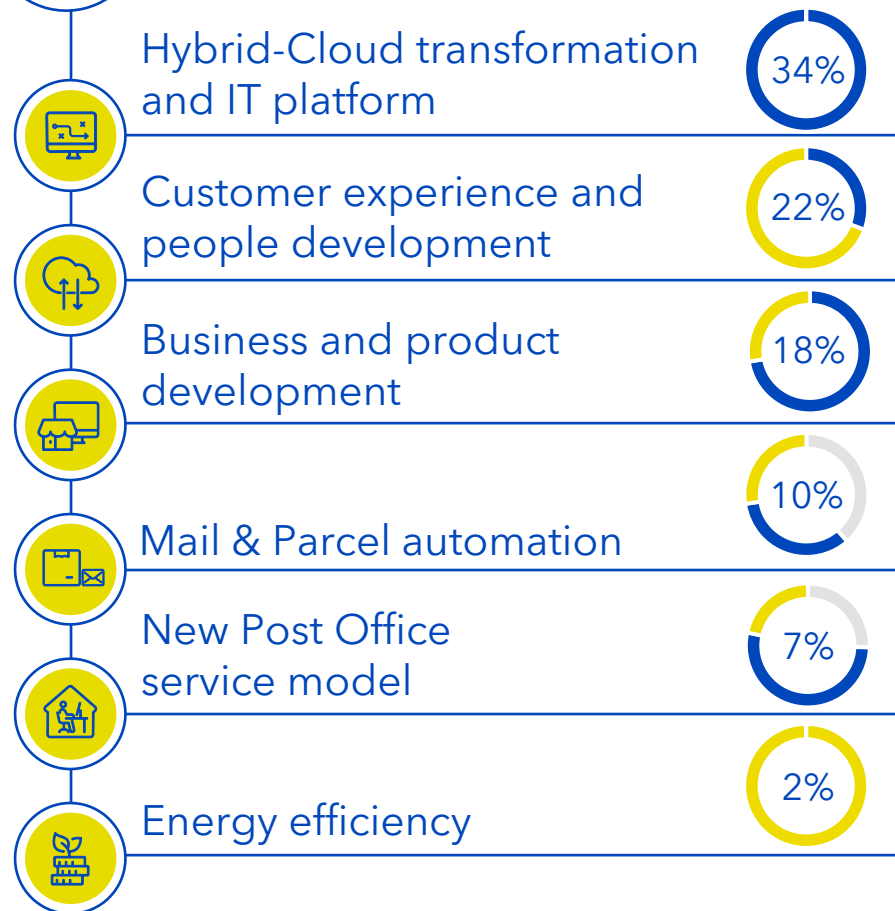 Hybrid-Cloud transformation
and IT platform
34%
Customer experience and
people development
22%
Business and product
development
18%
Mail & Parcel automation
10%
New Post Office
service model
7%
Energy efficiency
2%